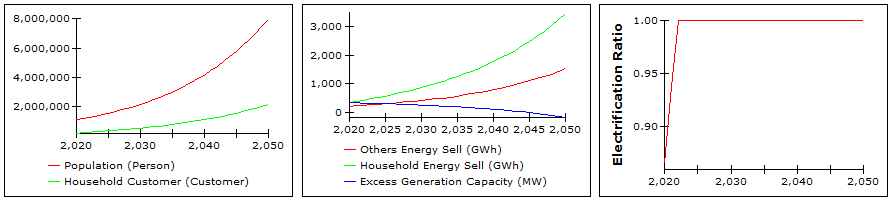 8,000,000
6,000,000
4,000,000
2,000,000
2,020 2,030 2,040 2,050
Population (Person)
Household Customer (Customer)
3,000
2,000
1,000
0
2,020 2,025 2,030 2,035 2,040 2,045 2,050
Others Energy Sell (GWh)
Household Energy Sell (GWh)
Excess Generation Capacity (MW)
Electrification Ratio
1.00
0.95
0.90
2,020 2,030 2,040 2,050